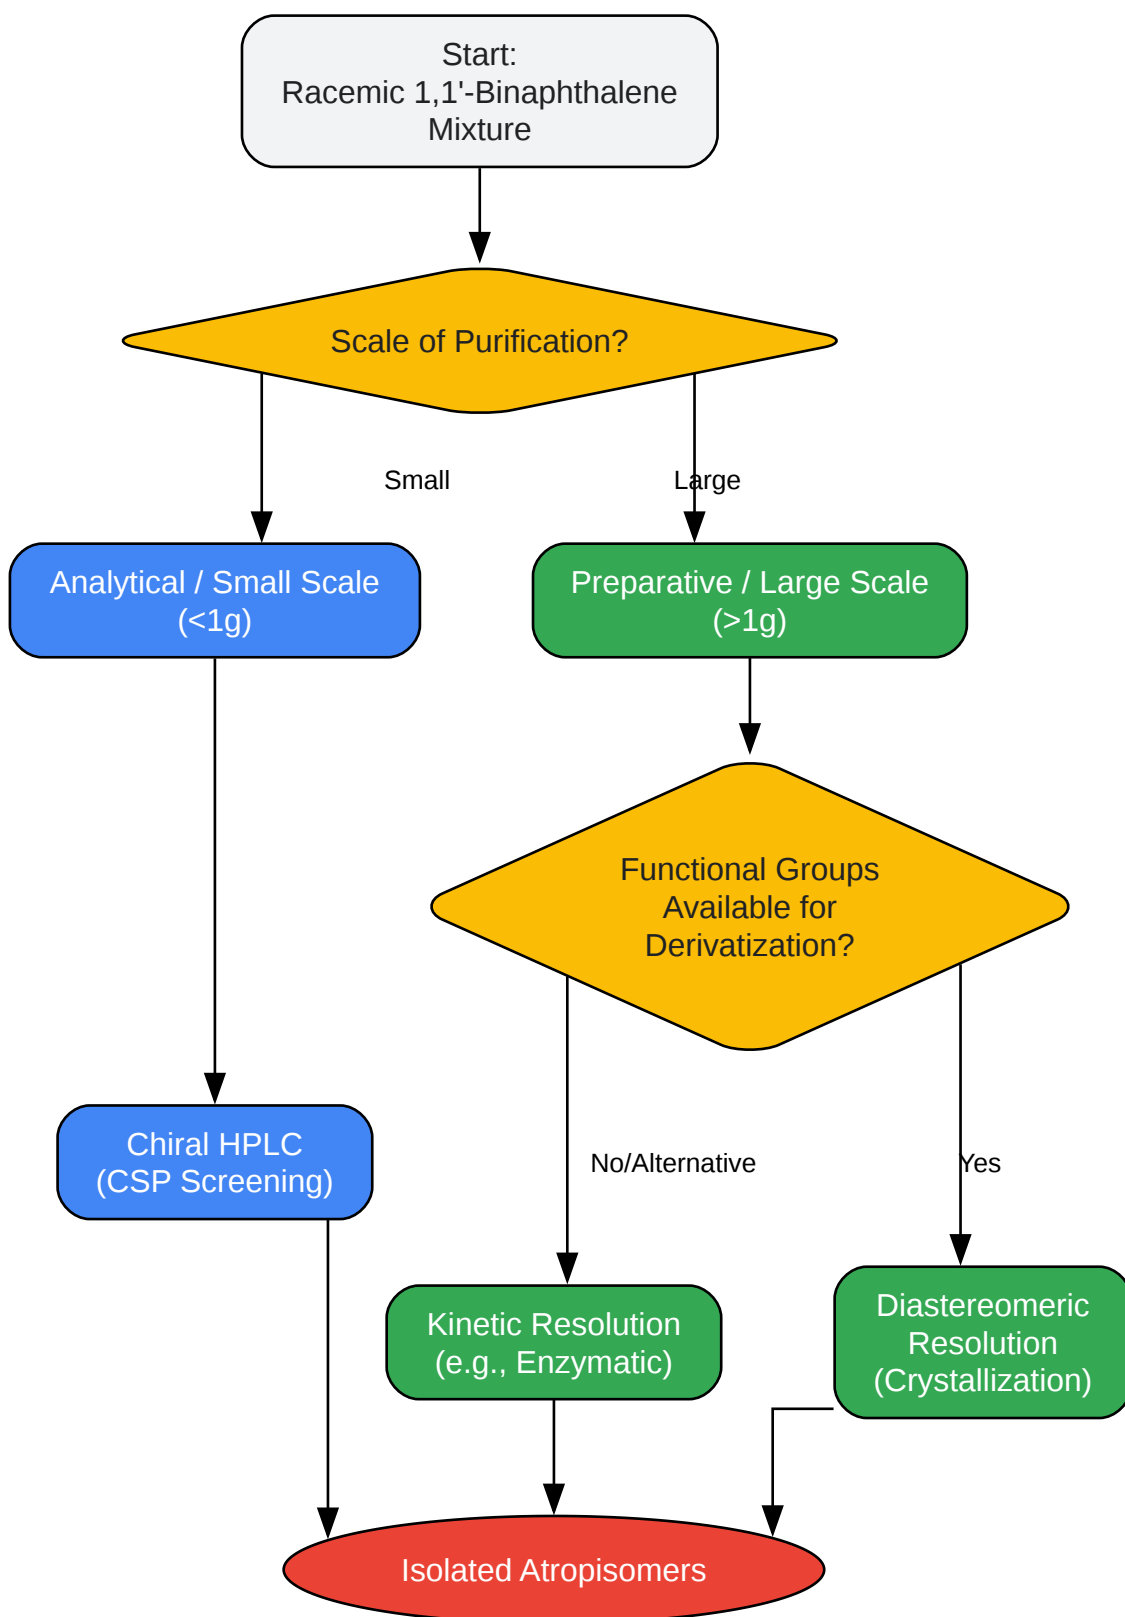 Start:
Racemic 1,1'-Binaphthalene
Mixture
Scale of Purification?
Small
Large
Analytical / Small Scale
(<1g)
Preparative / Large Scale
(>1g)
Functional Groups
Available for
Derivatization?
Chiral HPLC
(CSP Screening)
No/Alternative
Yes
Kinetic Resolution
(e.g., Enzymatic)
Diastereomeric
Resolution
(Crystallization)
Isolated Atropisomers